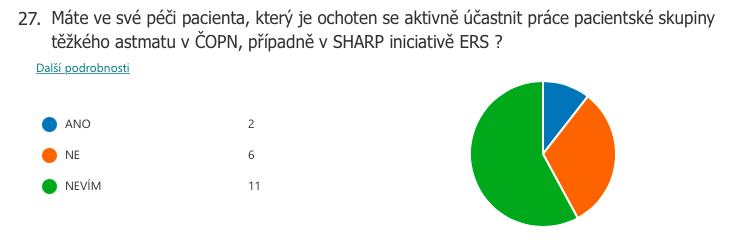 27. Máte ve své péči pacienta, který je ochoten se aktivně účastnit práce pacientské skupiny
těžkého astmatu v ČOPN, případně v SHARP iniciativě ERS ?
Další podrobnosti
ANO 2
NE 6
NEVÍM 11